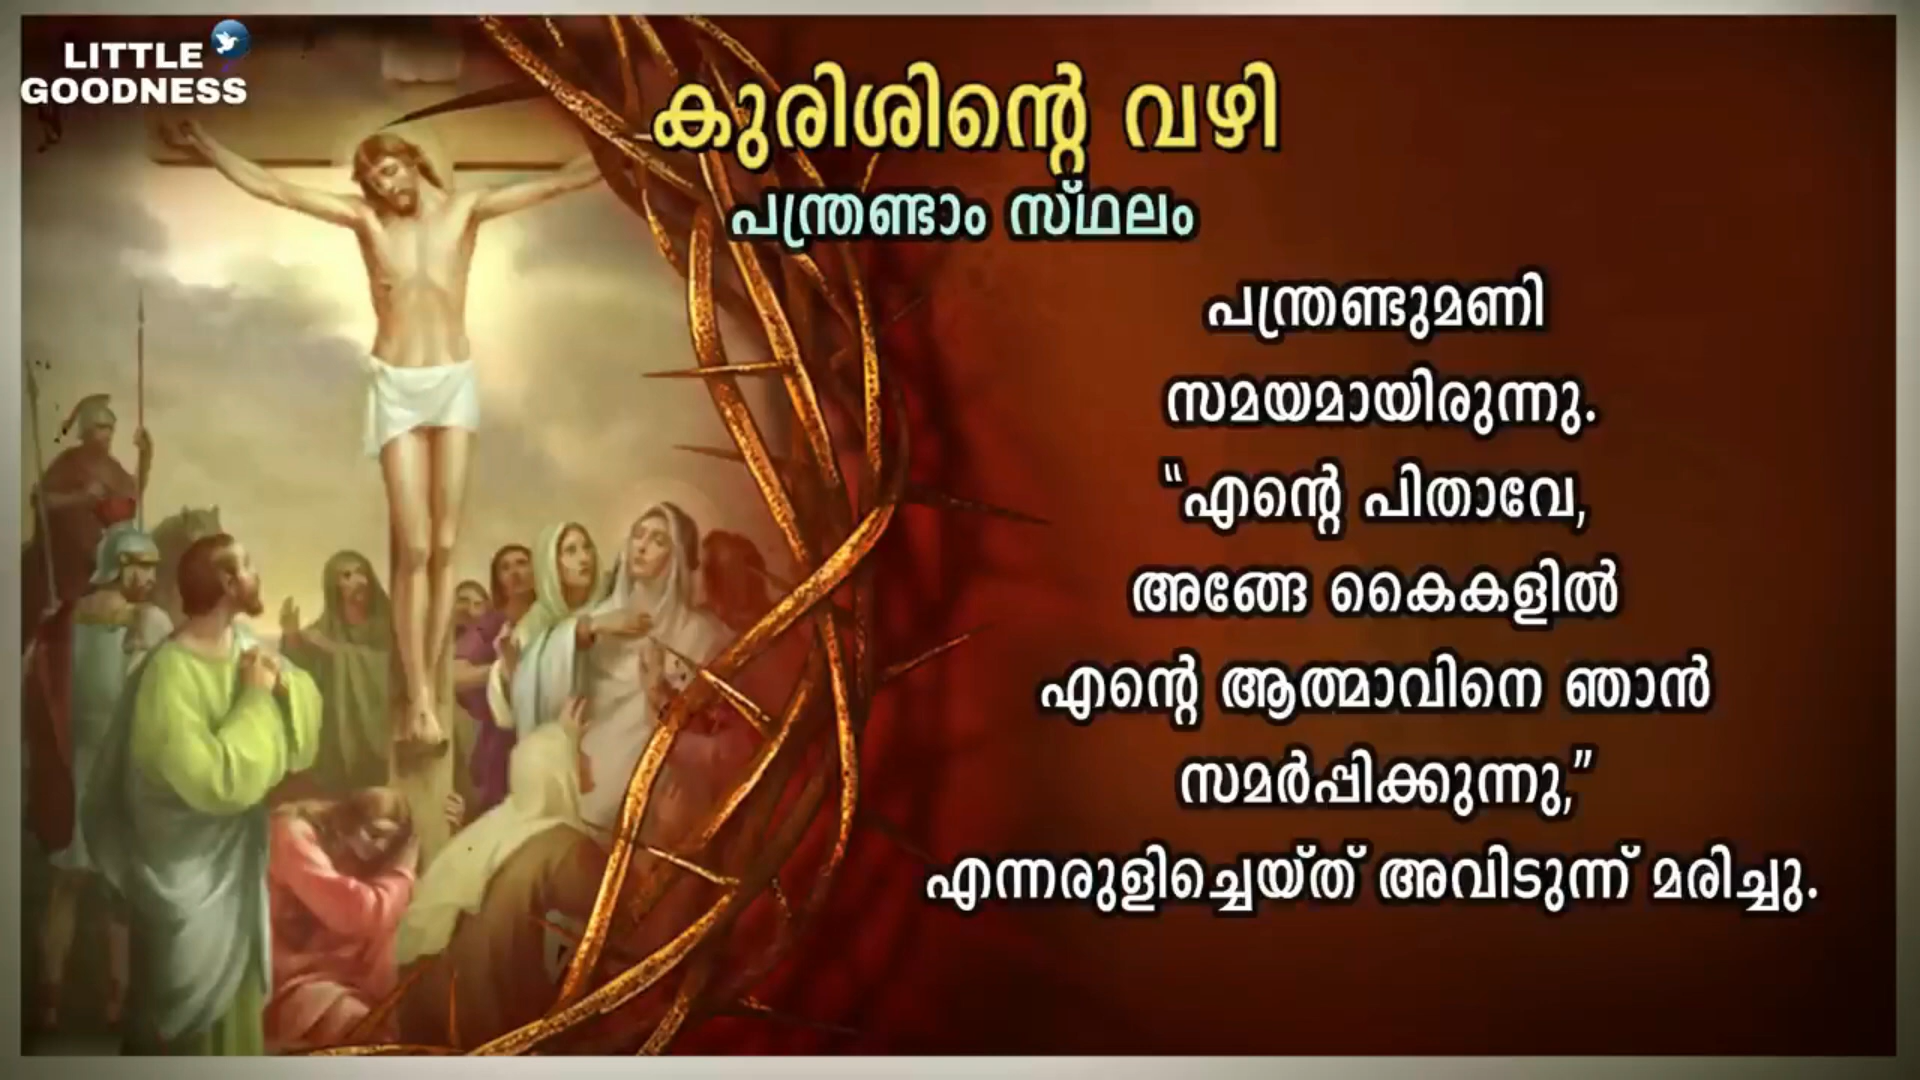 LITTLE
GOODNESS
കുരിശിന്റെ വഴി
പന്ത്രണ്ടാം സ്ഥലം
പന്ത്രണ്ടുമണി
സമയമായിരുന്നു.
“എന്റെ പിതാവേ,
അങ്ങേ കൈകളിൽ
എന്റെ ആത്മാവിനെ ഞാൻ
സമർപ്പിക്കുന്നു,”
എന്നരുളിച്ചെയ്ത് അവിടുന്ന് മരിച്ചു.